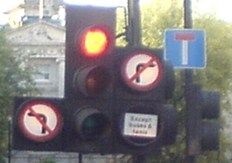 Except
buses &
taxis